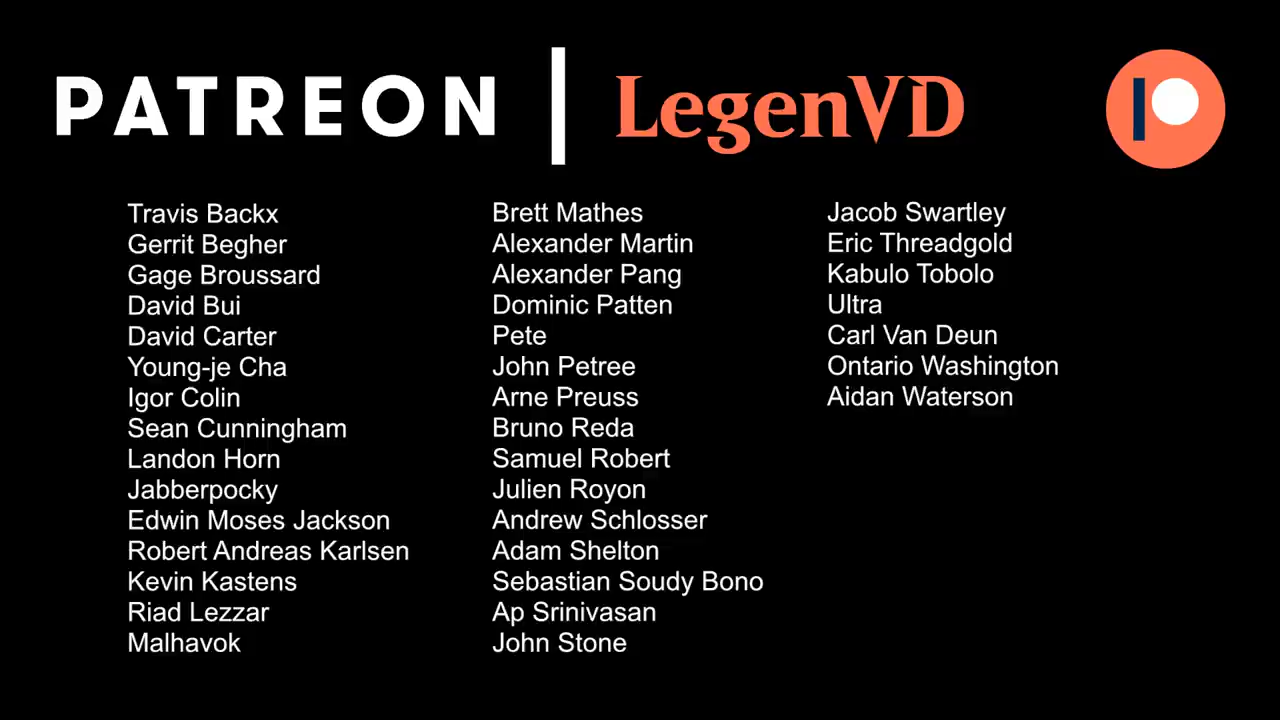 PATREON | LegenVD
Travis Backx
Gerrit Begher
Gage Broussard
David Bui
David Carter
Young-je Cha
Igor Colin
Sean Cunningham
Landon Horn
Jabberpocky
Edwin Moses Jackson
Robert Andreas Karlsen
Kevin Kastens
Riad Lezzar
Malhavok
Brett Mathes
Alexander Martin
Alexander Pang
Dominic Patten
Pete
John Petree
Arne Preuss
Bruno Reda
Samuel Robert
Julien Royon
Andrew Schlosser
Adam Shelton
Sebastian Soudy Bono
Ap Srinivasan
John Stone
Jacob Swartley
Eric Threadgold
Kabulo Tobolo
Ultra
Carl Van Deun
Ontario Washington
Aidan Waterson